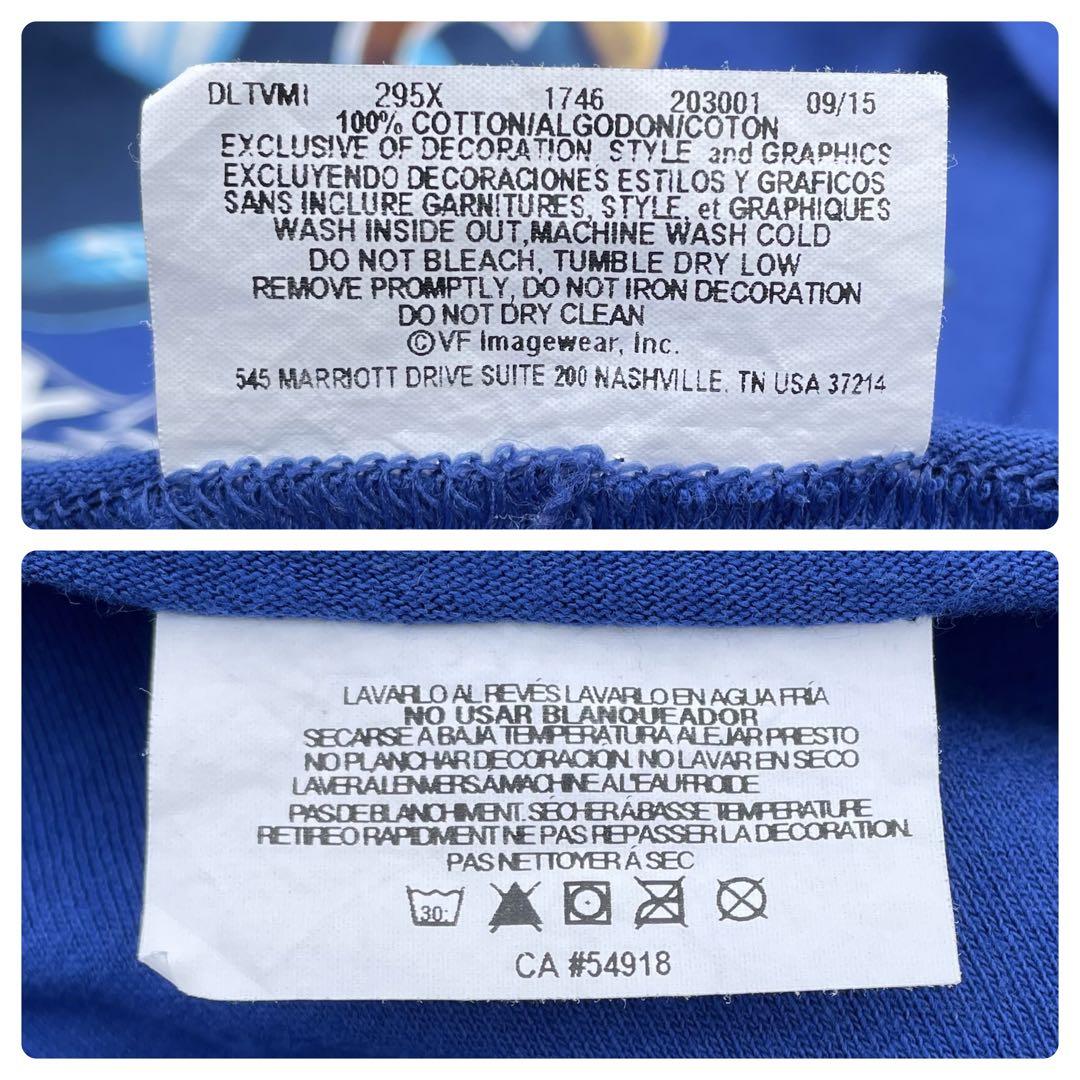 DLTVM1 295X 1746 203001 09/15
100% COTTON/ALGODON/COTON
EXCLUSIVE OF DECORATION, STYLE, and GRAPHICS
EXCLUYENDO DECORACIONES ESTILOS Y GRAFICOS
SANS INCLURE GARNITURES, STYLE, et GRAPHIQUES
WASH INSIDE OUT, MACHINE WASH COLD
DO NOT BLEACH, TUMBLE DRY LOW
REMOVE PROMPTLY, DO NOT IRON DECORATION
DO NOT DRY CLEAN
©VF Imagewear, Inc.
545 MARRIOTT DRIVE SUITE 200 NASHVILLE, TN USA 37214
LAVARLO AL REVÉS LAVARLO EN AGUA FRÍA
NO USAR BLANQUEADOR
SECARSE A BAJA TEMPERATURA ALEJAR PRESTO
NO PLANCHAR DECORACION. NO LAVAR EN SECO
LAVER A L'ENVERS Á MACHINE A L'EAU FROIDE
PAS DE BLANCHIMENT. SÉCHER Á BASSE TEMPERATURE
RETIREO RAPIDMENT NE PAS REPASSER LA DECORATION.
PAS NETTOYER Á SEC
30:
CA #54918